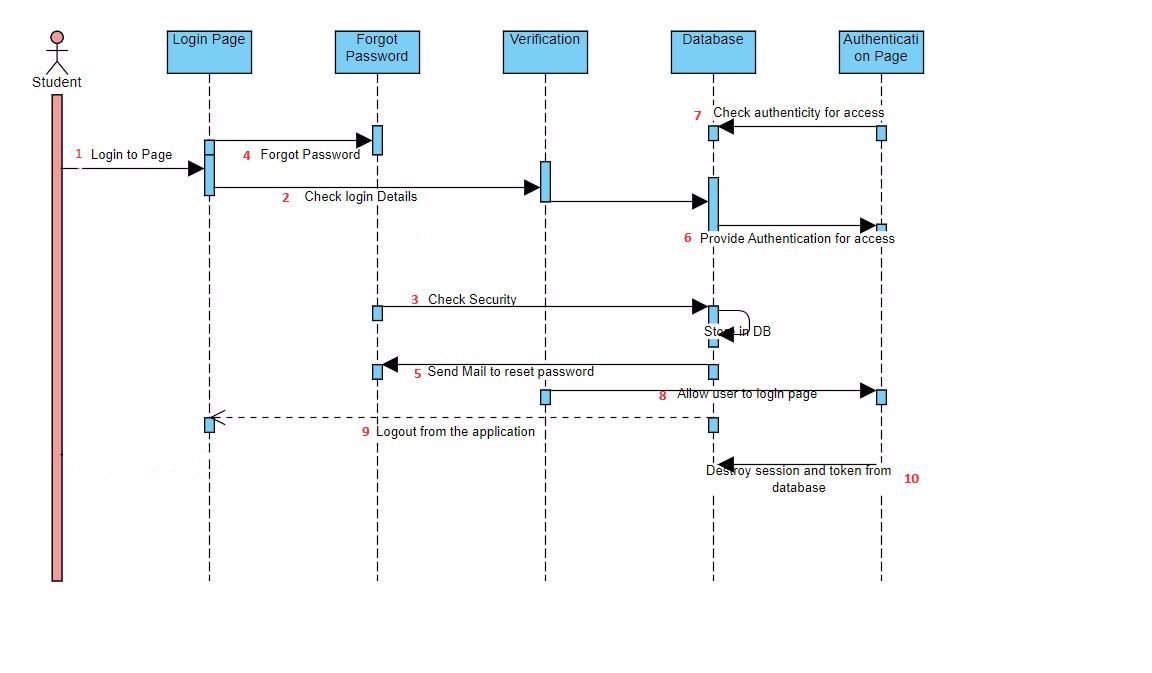 Student
Login Page
Forgot
Password
Verification
Database
Authenticati
on Page
7 Check authenticity for access
1 Login to Page
4 Forgot Password
2 Check login Details
6 Provide Authentication for access
3 Check Security
Store in DB
5 Send Mail to reset password
8 Allow user to login page
9 Logout from the application
Destroy session and token from
database
10